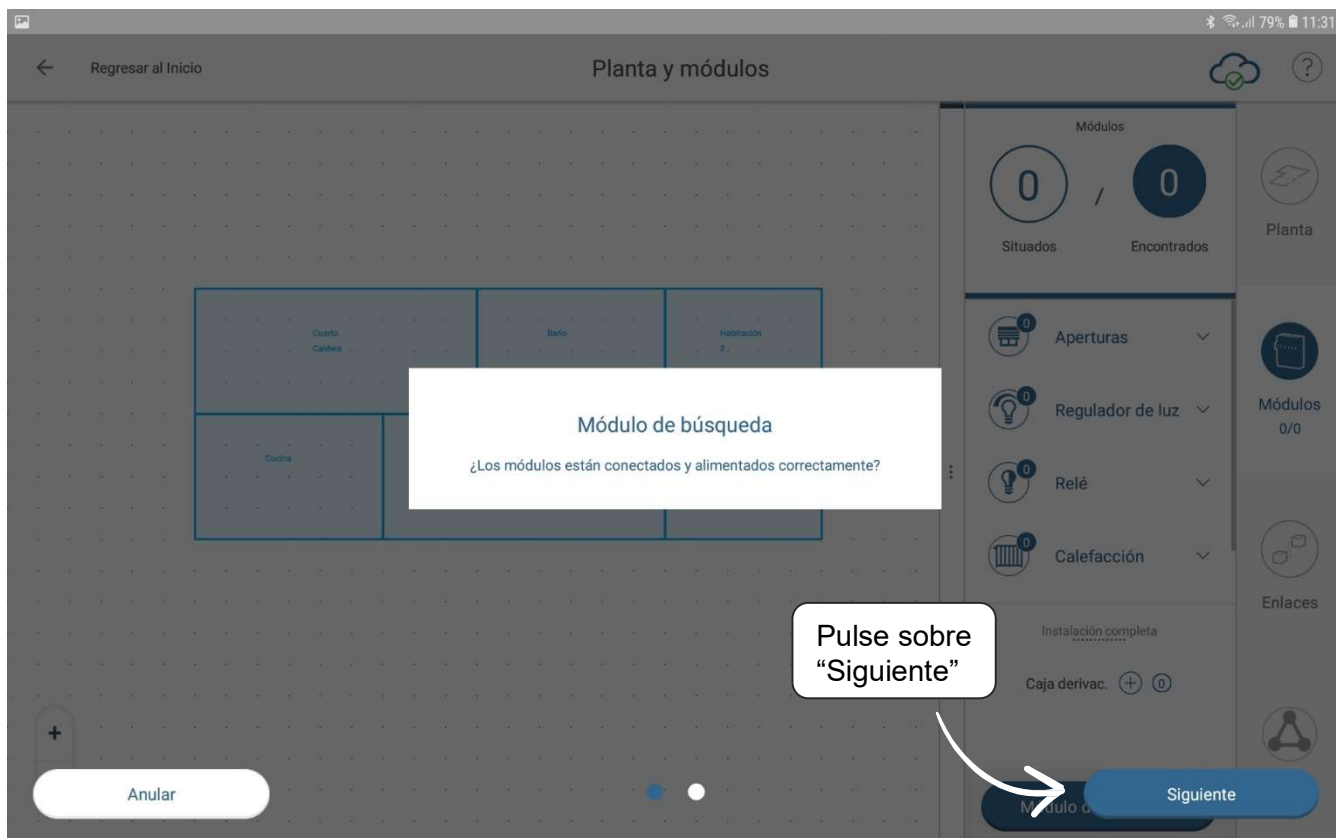 79% 11:31
Regresar al Inicio
Planta y módulos
?
Módulos
0 / 0
Situados
Encontrados
Planta
Cuarto
Caldera
Baño
Habitación
2
0
Aperturas
Módulo de búsqueda
¿Los módulos están conectados y alimentados correctamente?
0
Regulador de luz
Módulos
0/0
Cocina
0
Relé
0
Calefacción
Enlaces
Pulse sobre
“Siguiente”
Instalación completa
Caja derivac. + 0
+
Anular
Siguiente